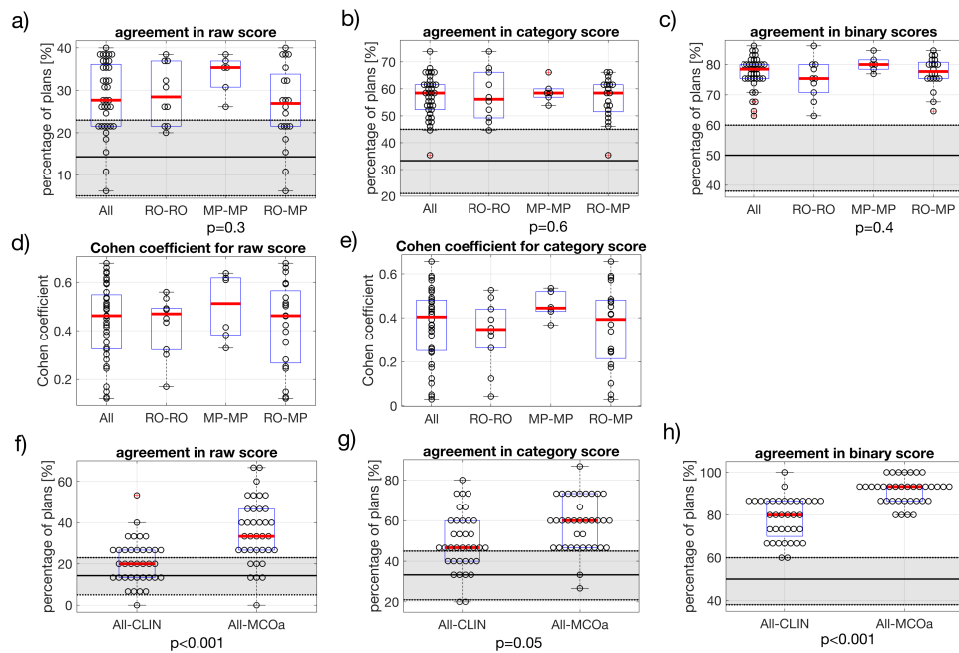 a)
agreement in raw score
percentage of plans [%]
40
30
20
10
All RO-RO MP-MP RO-MP
p=0.3
b)
agreement in category score
percentage of plans [%]
80
70
60
50
40
30
20
All RO-RO MP-MP RO-MP
p=0.6
c)
agreement in binary scores
percentage of plans [%]
80
70
60
50
40
All RO-RO MP-MP RO-MP
p=0.4
d)
Cohen coefficient for raw score
Cohen coefficient
0.6
0.4
0.2
All RO-RO MP-MP RO-MP
e)
Cohen coefficient for category score
Cohen coefficient
0.6
0.4
0.2
0
All RO-RO MP-MP RO-MP
f)
agreement in raw score
percentage of plans [%]
60
40
20
0
All-CLIN All-MCOa
p<0.001
g)
agreement in category score
percentage of plans [%]
80
60
40
20
All-CLIN All-MCOa
p=0.05
h)
agreement in binary score
percentage of plans [%]
100
80
60
40
All-CLIN All-MCOa
p<0.001